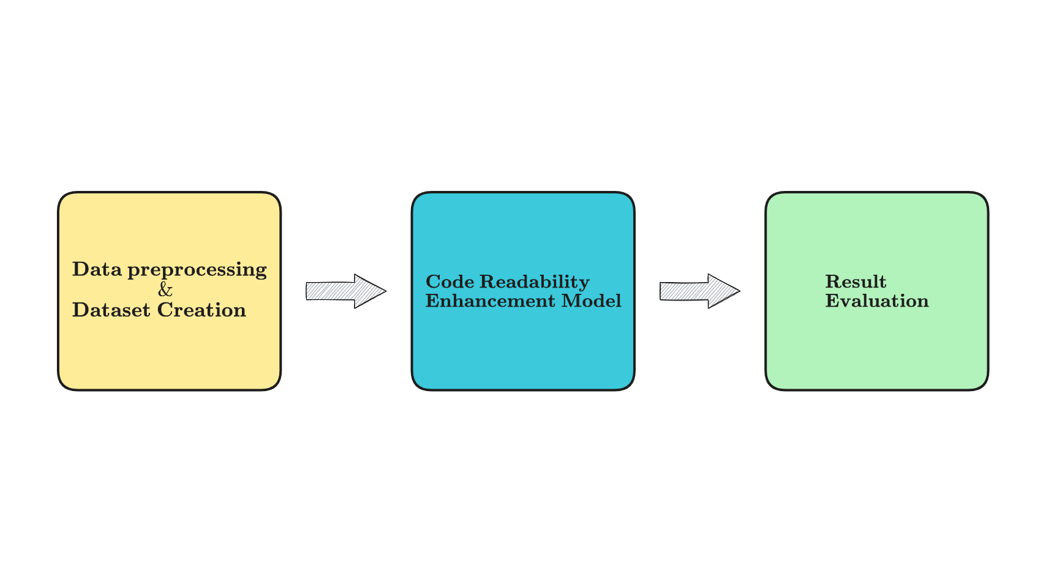 Data preprocessing
&
Dataset Creation
Code Readability
Enhancement Model
Result
Evaluation